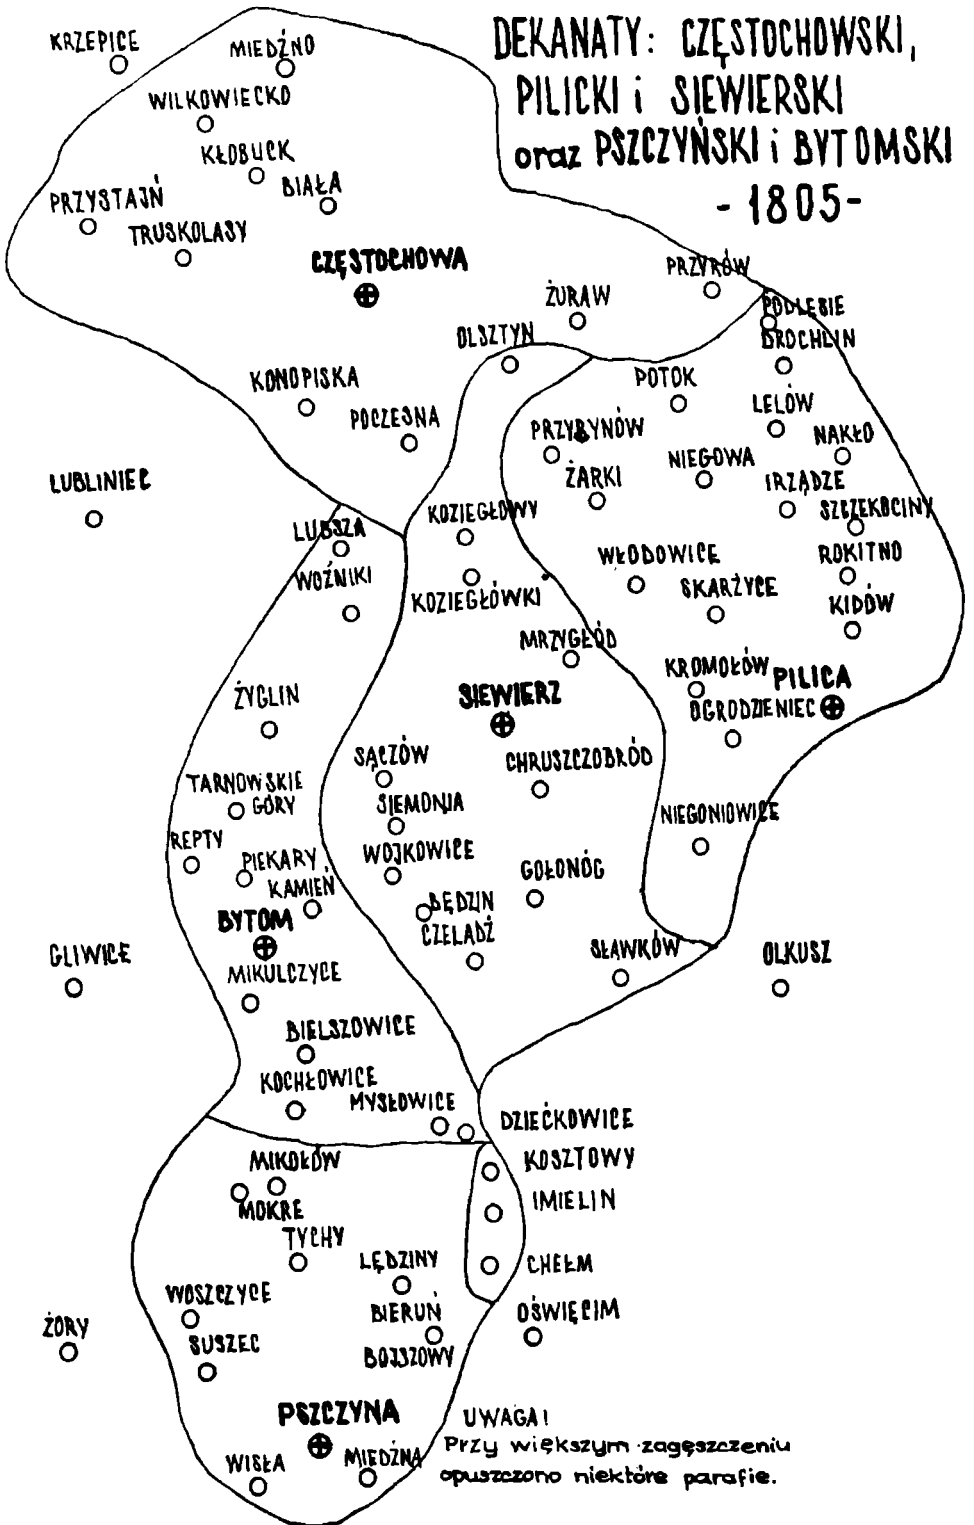 DEKANATY: CZĘSTOCHOWSKI,
PILICKI i SIEWIERSKI
oraz PSZCZYŃSKI i BYTOMSKI
- 1805 -
KRZEPICE
MIEDŹNO
WILKOWIECKO
KŁOBUCK
BIAŁA
PRZYSTAJŃ
TRUSKOLASY
CZĘSTOCHOWA
PRZYRÓW
ŻURAW
PODLESIE
OLSZTYN
DROCHLIN
KONOPISKA
POTOK
POCZESNA
LELÓW
PRZYBYNÓW
NAKŁO
NIEGOWA
ŻARKI
IRZĄDZE
LUBLINIEC
SZCZEKOCINY
KOZIEGŁOWY
LUBSZA
WŁODOWICE
ROKITNO
WOŹNIKI
SKARŻYCE
KOZIEGŁÓWKI
KIDÓW
MRZYGŁÓD
KROMOŁÓW
PILICA
ŻYGLIN
SIEWIERZ
OGRODZIENIEC
SĄCZÓW
CHRUSZCZOBRÓD
TARNOWSKIE
GÓRY
SIEMONIA
NIEGONIOWICE
REPTY
WOJKOWICE
PIEKARY
GOŁONÓG
KAMIEŃ
BĘDZIN
BYTOM
CZELADŹ
GLIWICE
SŁAWKÓW
OLKUSZ
MIKULCZYCE
BIELSZOWICE
KOCHŁOWICE
MYSŁOWICE
DZIEĆKOWICE
MIKOŁÓW
KOSZTOWY
MOKRE
IMIELIN
TYCHY
LĘDZINY
CHEŁM
WOSZCZYCE
BIERUŃ
OŚWIĘCIM
ŻORY
SUSZEC
BOJSZOWY
PSZCZYNA
UWAGA!
Przy większym zagęszczeniu
opuszczono niektóre parafie.
WISŁA
MIEDŹNA